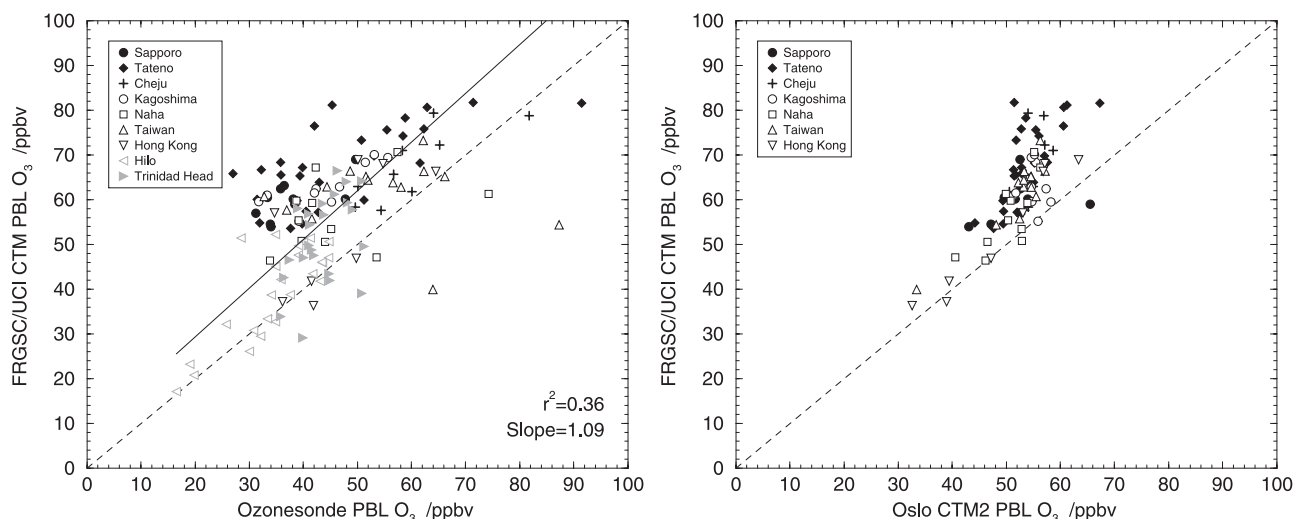 FRGSC/UCI CTM PBL O3 /ppbv
100
90
80
70
60
50
40
30
20
10
0
Sapporo
Tateno
Cheju
Kagoshima
Naha
Taiwan
Hong Kong
Hilo
Trinidad Head
r2=0.36
Slope=1.09
0 10 20 30 40 50 60 70 80 90 100
Ozonesonde PBL O3 /ppbv
FRGSC/UCI CTM PBL O3 /ppbv
100
90
80
70
60
50
40
30
20
10
0
Sapporo
Tateno
Cheju
Kagoshima
Naha
Taiwan
Hong Kong
0 10 20 30 40 50 60 70 80 90 100
Oslo CTM2 PBL O3 /ppbv